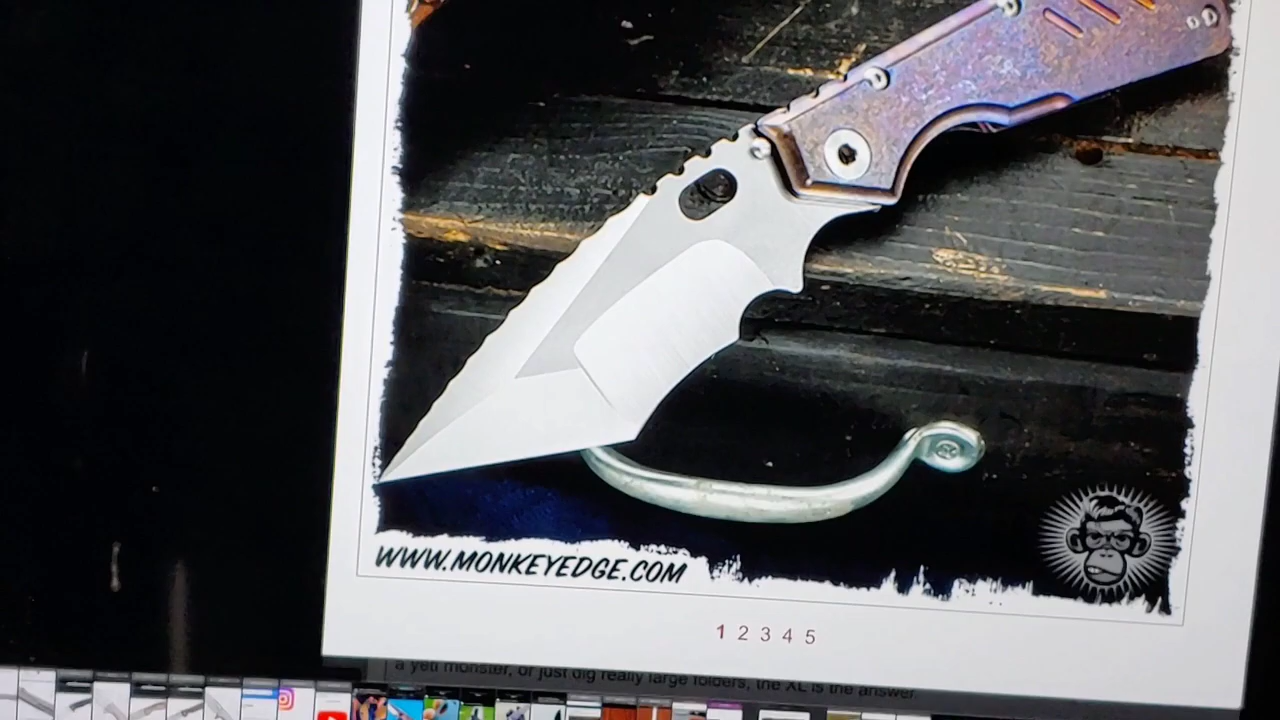 WWW.MONKEYEDGE.COM
1 2 3 4 5
a yeti monster, or just dig really large folders, the XL is the answer.